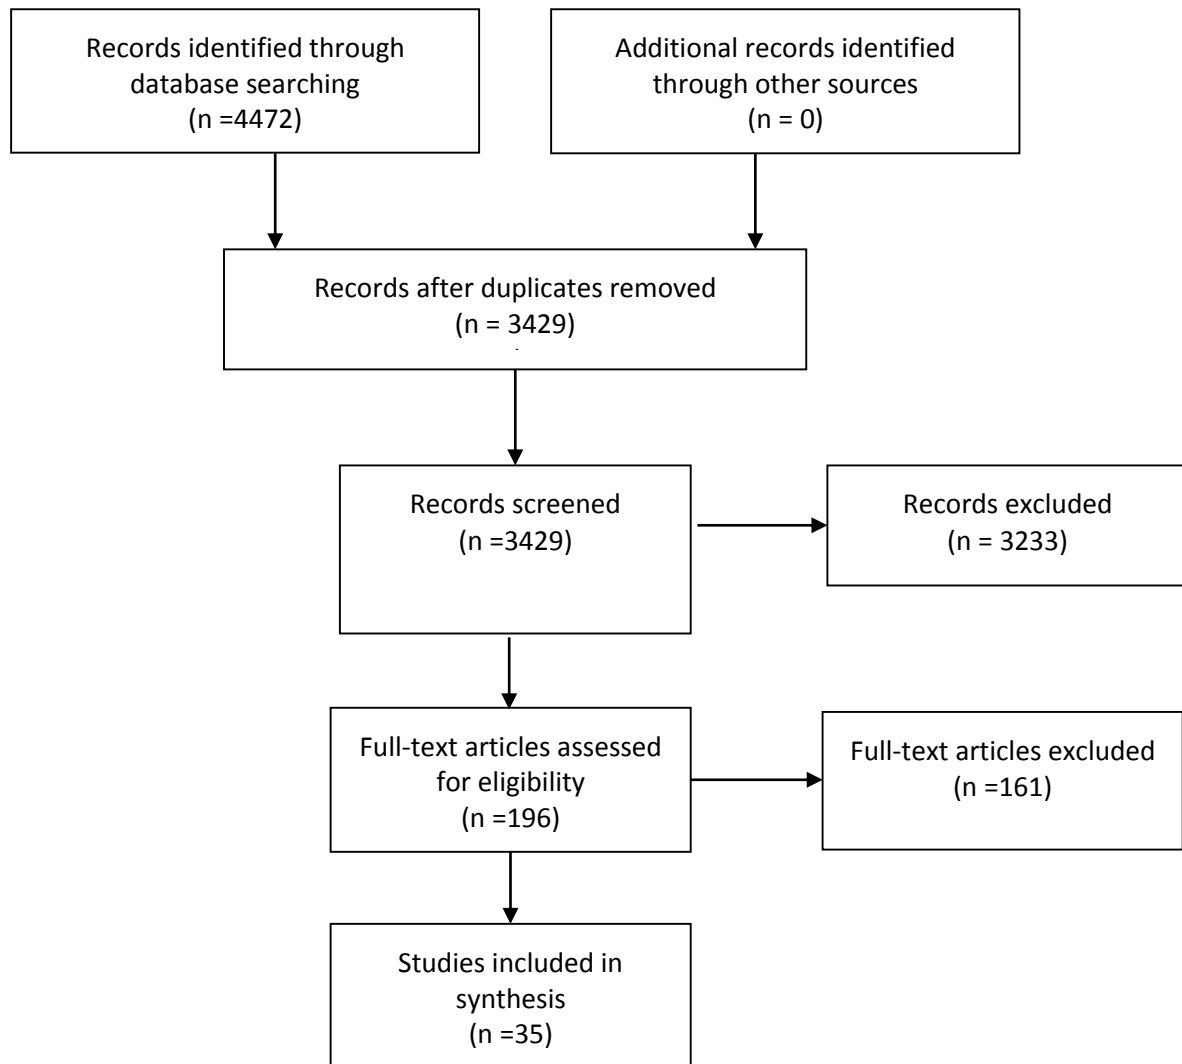 Records identified through
database searching
(n =4472)
Additional records identified
through other sources
(n = 0)
Records after duplicates removed
(n = 3429)
Records screened
(n =3429)
Records excluded
(n = 3233)
Full-text articles assessed
for eligibility
(n =196)
Full-text articles excluded
(n =161)
Studies included in
synthesis
(n =35)